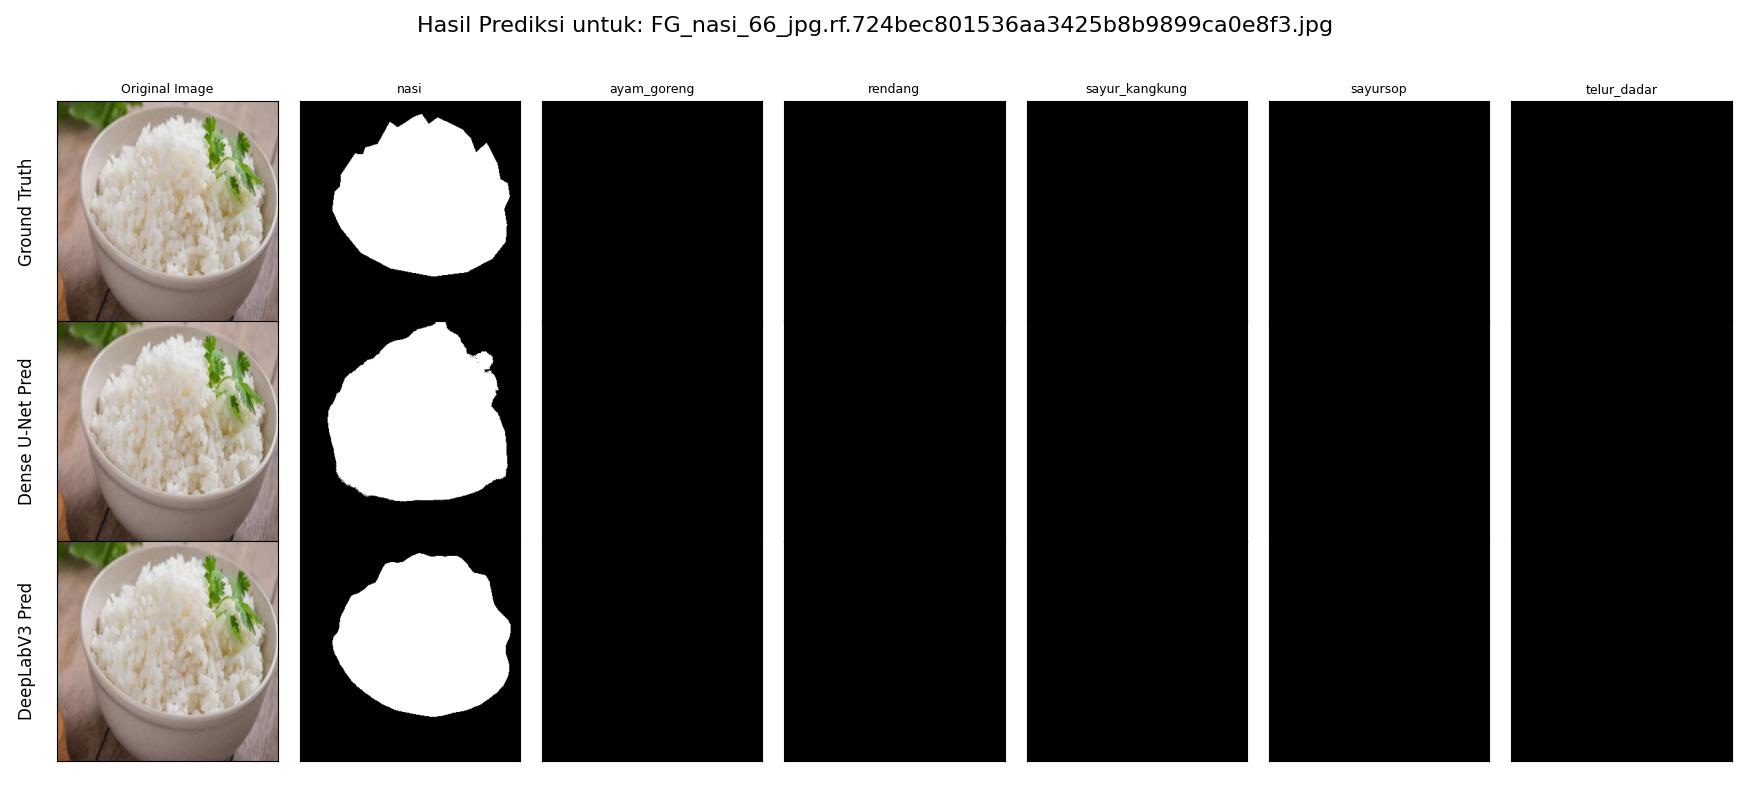 Hasil Prediksi untuk: FG_nasi_66_jpg.rf.724bec801536aa3425b8b9899ca0e8f3.jpg
Original Image
nasi
ayam_goreng
rendang
sayur_kangkung
sayursop
telur_dadar
Ground Truth
Dense U-Net Pred
DeepLabV3 Pred